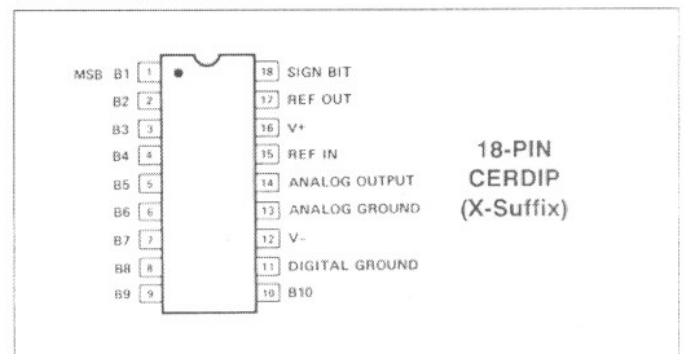 MSB B1 1 18 SIGN BIT
B2 2 17 REF OUT
B3 3 16 V+
B4 4 15 REF IN
B5 5 14 ANALOG OUTPUT
B6 6 13 ANALOG GROUND
B7 7 12 V-
B8 8 11 DIGITAL GROUND
B9 9 10 B10
18-PIN
CERDIP
(X-Suffix)